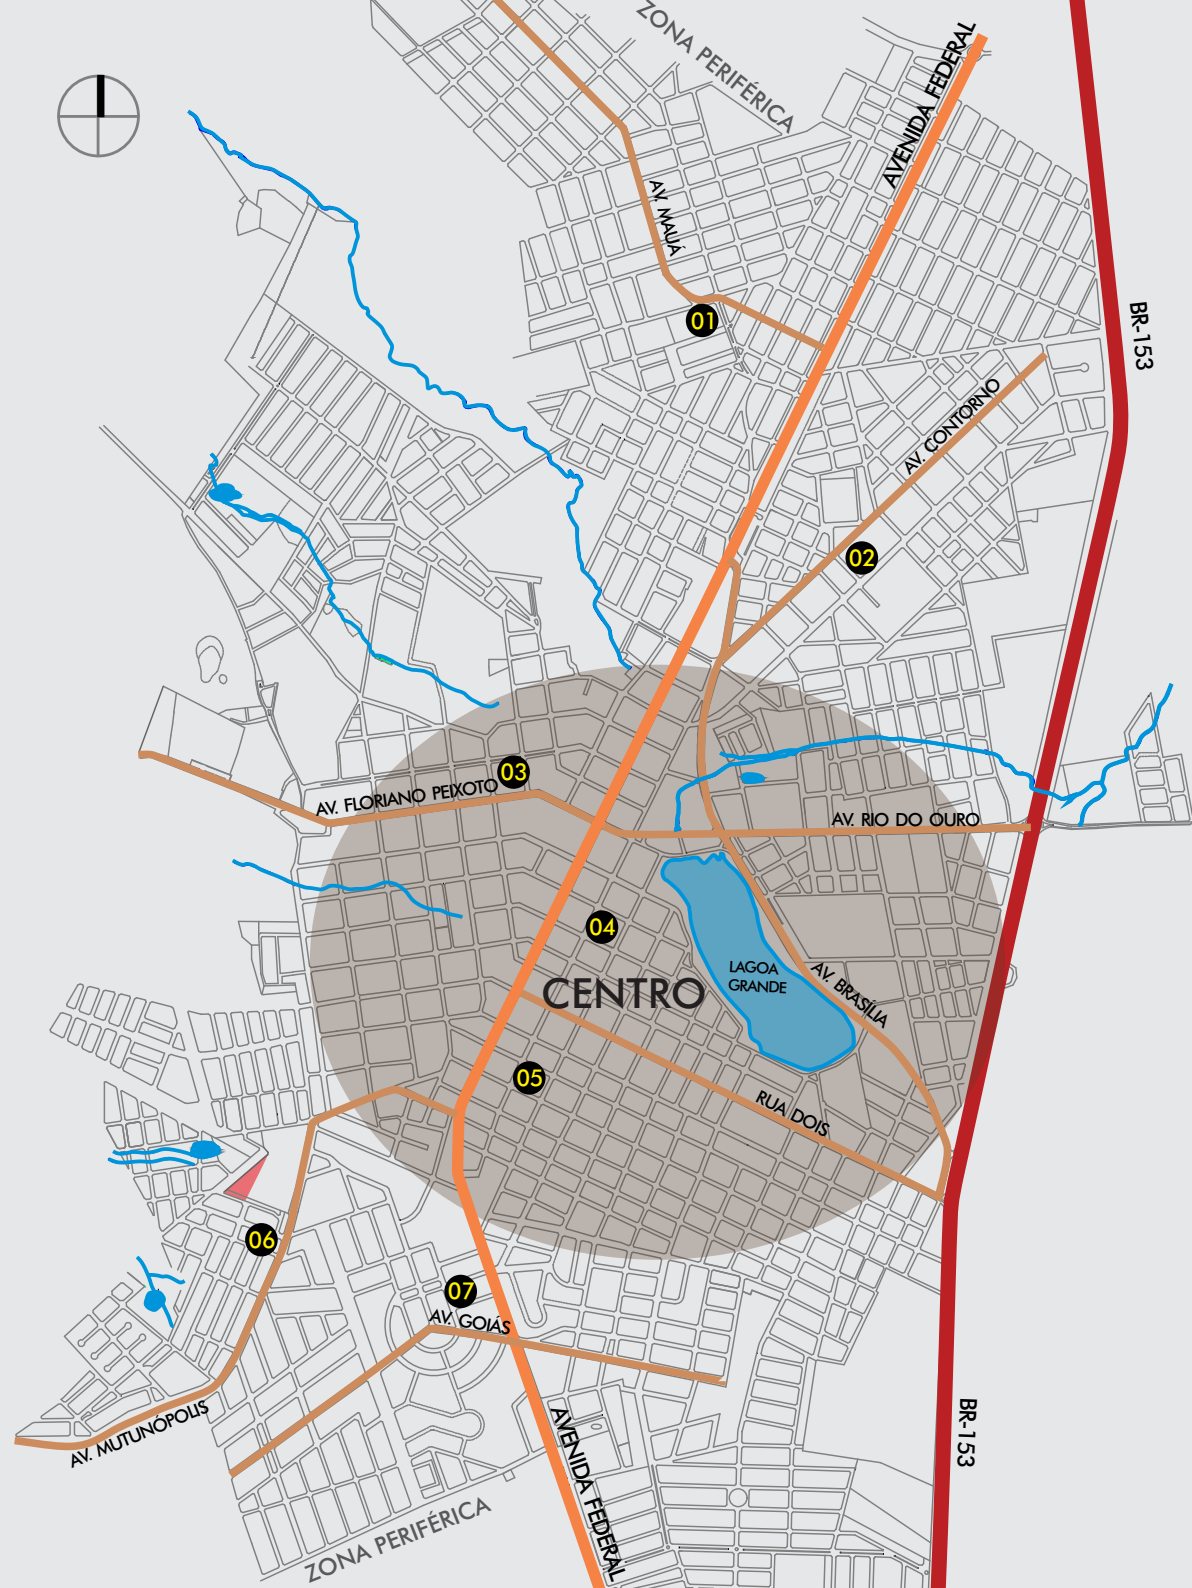 ZONA PERIFÉRICA
AVENIDA FEDERAL
AV. MAUÁ
01
BR-153
AV. CONTORNO
02
03
AV. FLORIANO PEIXOTO
AV. RIO DO OURO
04
LAGOA
GRANDE
CENTRO
AV. BRASÍLIA
05
RUA DOIS
06
07
AV. GOIÁS
AV. MUTUNÓPOLIS
AVENIDA FEDERAL
BR-153
ZONA PERIFÉRICA